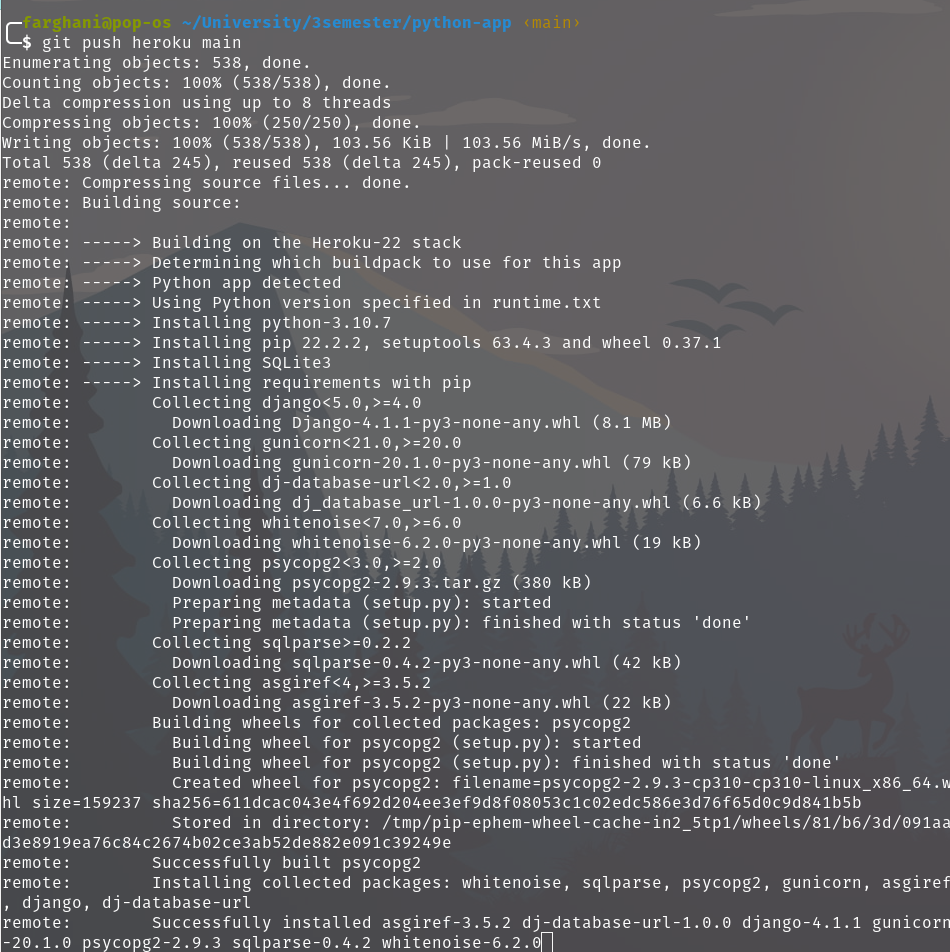 farghani@pop-os ~/University/3semester/python-app ‹main›
$ git push heroku main
Enumerating objects: 538, done.
Counting objects: 100% (538/538), done.
Delta compression using up to 8 threads
Compressing objects: 100% (250/250), done.
Writing objects: 100% (538/538), 103.56 KiB | 103.56 MiB/s, done.
Total 538 (delta 245), reused 538 (delta 245), pack-reused 0
remote: Compressing source files... done.
remote: Building source:
remote:
remote: -----> Building on the Heroku-22 stack
remote: -----> Determining which buildpack to use for this app
remote: -----> Python app detected
remote: -----> Using Python version specified in runtime.txt
remote: -----> Installing python-3.10.7
remote: -----> Installing pip 22.2.2, setuptools 63.4.3 and wheel 0.37.1
remote: -----> Installing SQLite3
remote: -----> Installing requirements with pip
remote:        Collecting django<5.0,>=4.0
remote:          Downloading Django-4.1.1-py3-none-any.whl (8.1 MB)
remote:        Collecting gunicorn<21.0,>=20.0
remote:          Downloading gunicorn-20.1.0-py3-none-any.whl (79 kB)
remote:        Collecting dj-database-url<2.0,>=1.0
remote:          Downloading dj_database_url-1.0.0-py3-none-any.whl (6.6 kB)
remote:        Collecting whitenoise<7.0,>=6.0
remote:          Downloading whitenoise-6.2.0-py3-none-any.whl (19 kB)
remote:        Collecting psycopg2<3.0,>=2.0
remote:          Downloading psycopg2-2.9.3.tar.gz (380 kB)
remote:          Preparing metadata (setup.py): started
remote:          Preparing metadata (setup.py): finished with status 'done'
remote:        Collecting sqlparse>=0.2.2
remote:          Downloading sqlparse-0.4.2-py3-none-any.whl (42 kB)
remote:        Collecting asgiref<4,>=3.5.2
remote:          Downloading asgiref-3.5.2-py3-none-any.whl (22 kB)
remote:        Building wheels for collected packages: psycopg2
remote:          Building wheel for psycopg2 (setup.py): started
remote:          Building wheel for psycopg2 (setup.py): finished with status 'done'
remote:          Created wheel for psycopg2: filename=psycopg2-2.9.3-cp310-cp310-linux_x86_64.w
hl size=159237 sha256=611dcac043e4f692d204ee3ef9d8f08053c1c02edc586e3d76f65d0c9d841b5b
remote:          Stored in directory: /tmp/pip-ephem-wheel-cache-in2_5tp1/wheels/81/b6/3d/091aa
d3e8919ea76c84c2674b02ce3ab52de882e091c39249e
remote:        Successfully built psycopg2
remote:        Installing collected packages: whitenoise, sqlparse, psycopg2, gunicorn, asgiref
, django, dj-database-url
remote:        Successfully installed asgiref-3.5.2 dj-database-url-1.0.0 django-4.1.1 gunicorn
-20.1.0 psycopg2-2.9.3 sqlparse-0.4.2 whitenoise-6.2.0